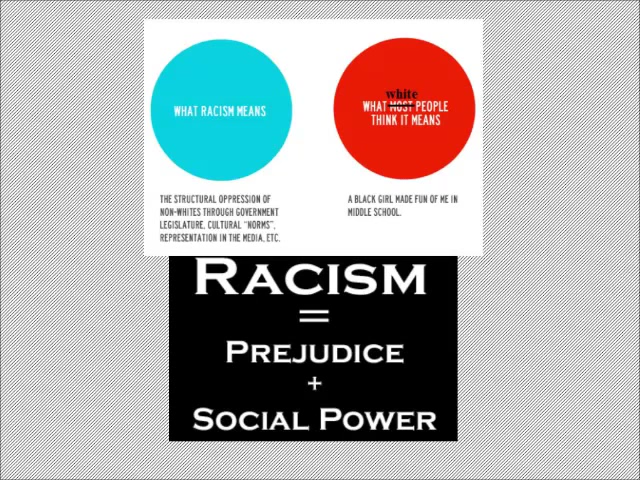 WHAT RACISM MEANS
white
WHAT MOST PEOPLE
THINK IT MEANS
THE STRUCTURAL OPPRESSION OF
NON-WHITES THROUGH GOVERNMENT
LEGISLATURE, CULTURAL "NORMS",
REPRESENTATION IN THE MEDIA, ETC.
A BLACK GIRL MADE FUN OF ME IN
MIDDLE SCHOOL.
RACISM
=
PREJUDICE
+
SOCIAL POWER